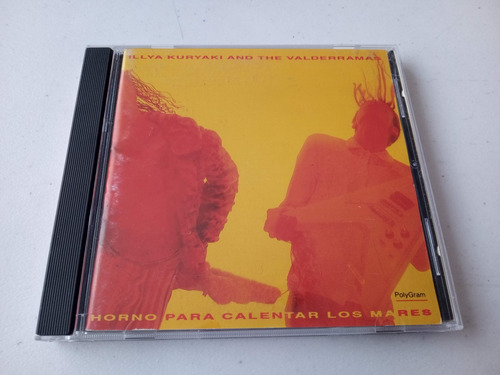 ILLYA KURYAKI AND THE VALDERRAMAS
PolyGram
HORNO PARA CALENTAR LOS MARES